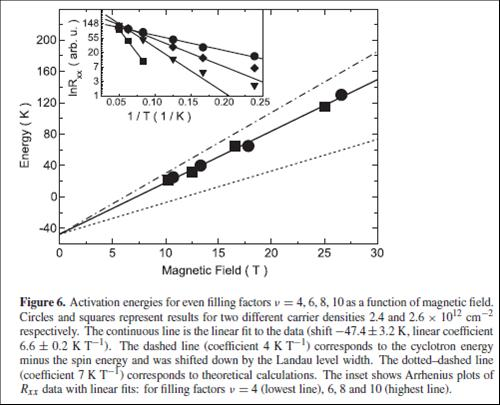 240
200
160
120
80
40
0
-40
Energy ( K )
0
5
10
15
20
25
30
Magnetic Field ( T )
148
55
20
7
3
1
lnRxx ( arb. u. )
0.05
0.10
0.15
0.20
0.25
1 / T ( 1 / K )
Figure 6. Activation energies for even filling factors ν = 4, 6, 8, 10 as a function of magnetic field.
Circles and squares represent results for two different carrier densities 2.4 and 2.6 × 10¹² cm⁻²
respectively. The continuous line is the linear fit to the data (shift −47.4 ± 3.2 K, linear coefficient
6.6 ± 0.2 K T⁻¹). The dashed line (coefficient 4 K T⁻¹) corresponds to the cyclotron energy
minus the spin energy and was shifted down by the Landau level width. The dotted–dashed line
(coefficient 7 K T⁻¹) corresponds to theoretical calculations. The inset shows Arrhenius plots of
Rxx data with linear fits: for filling factors ν = 4 (lowest line), 6, 8 and 10 (highest line).